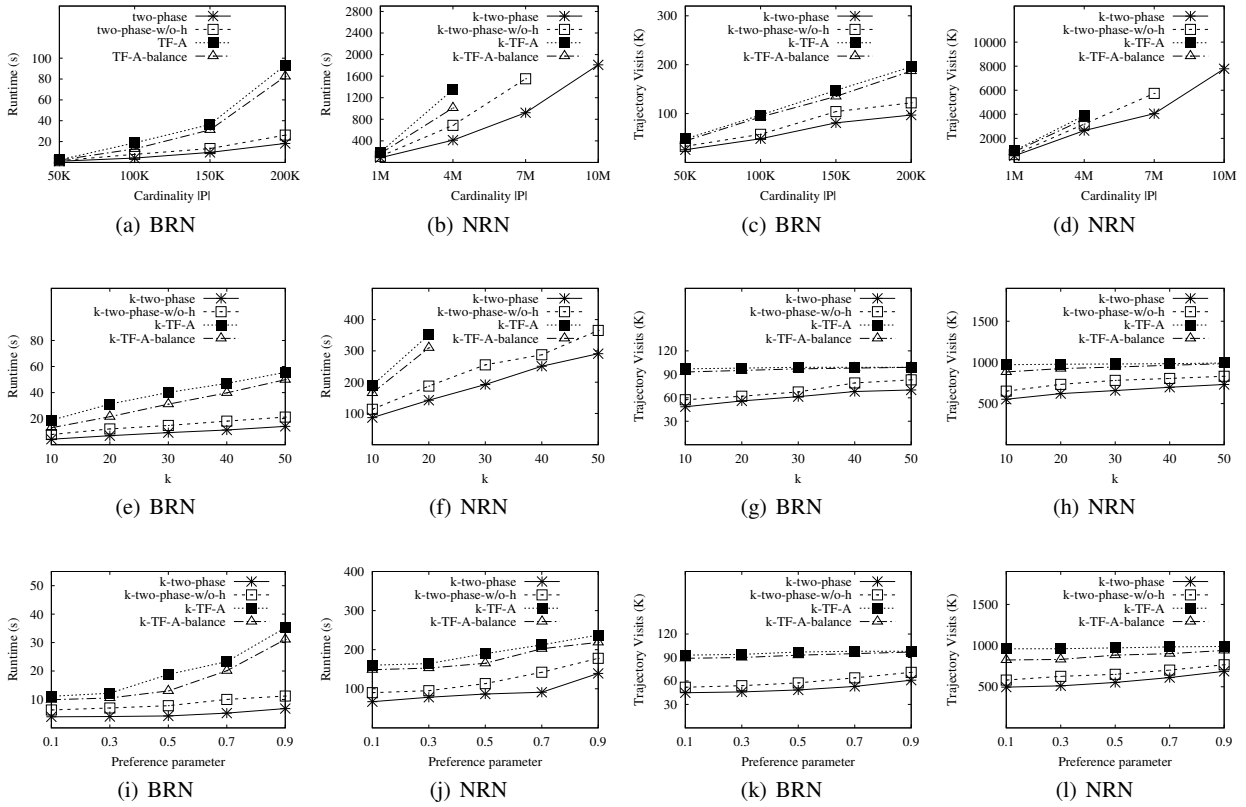 two-phase
two-phase-w/o-h
TF-A
TF-A-balance
100
80
60
40
20
50K 100K 150K 200K
Runtime (s)
Cardinality |P|
(a) BRN
k-two-phase
k-two-phase-w/o-h
k-TF-A
k-TF-A-balance
2800
2400
2000
1600
1200
800
400
1M 4M 7M 10M
Runtime (s)
Cardinality |P|
(b) NRN
k-two-phase
k-two-phase-w/o-h
k-TF-A
k-TF-A-balance
300
200
100
50K 100K 150K 200K
Trajectory Visits (K)
Cardinality |P|
(c) BRN
k-two-phase
k-two-phase-w/o-h
k-TF-A
k-TF-A-balance
10000
8000
6000
4000
2000
1M 4M 7M 10M
Trajectory Visits (K)
Cardinality |P|
(d) NRN
k-two-phase
k-two-phase-w/o-h
k-TF-A
k-TF-A-balance
80
60
40
20
10 20 30 40 50
Runtime (s)
k
(e) BRN
k-two-phase
k-two-phase-w/o-h
k-TF-A
k-TF-A-balance
400
300
200
100
10 20 30 40 50
Runtime (s)
k
(f) NRN
k-two-phase
k-two-phase-w/o-h
k-TF-A
k-TF-A-balance
120
90
60
30
10 20 30 40 50
Trajectory Visits (K)
k
(g) BRN
k-two-phase
k-two-phase-w/o-h
k-TF-A
k-TF-A-balance
1500
1000
500
10 20 30 40 50
Trajectory Visits (K)
k
(h) NRN
k-two-phase
k-two-phase-w/o-h
k-TF-A
k-TF-A-balance
50
40
30
20
10
0.1 0.3 0.5 0.7 0.9
Runtime (s)
Preference parameter
(i) BRN
k-two-phase
k-two-phase-w/o-h
k-TF-A
k-TF-A-balance
400
300
200
100
0.1 0.3 0.5 0.7 0.9
Runtime (s)
Preference parameter
(j) NRN
k-two-phase
k-two-phase-w/o-h
k-TF-A
k-TF-A-balance
120
90
60
30
0.1 0.3 0.5 0.7 0.9
Trajectory Visits (K)
Preference parameter
(k) BRN
k-two-phase
k-two-phase-w/o-h
k-TF-A
k-TF-A-balance
1500
1000
500
0.1 0.3 0.5 0.7 0.9
Trajectory Visits (K)
Preference parameter
(l) NRN